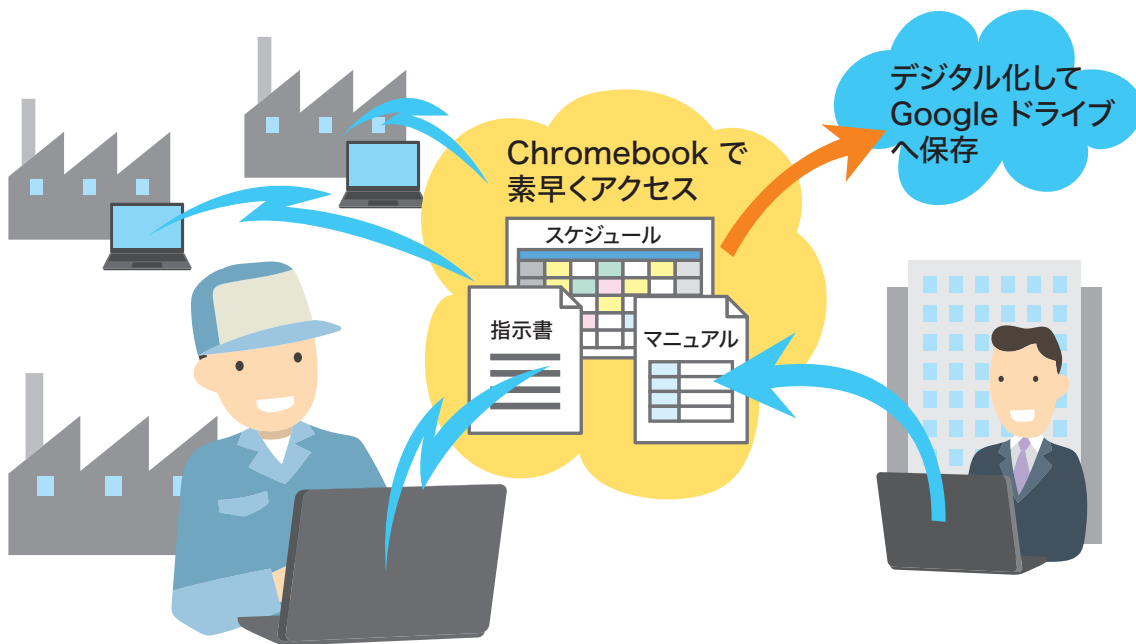 デジタル化して
Google ドライブ
へ保存
Chromebook で
素早くアクセス
スケジュール
指示書
マニュアル